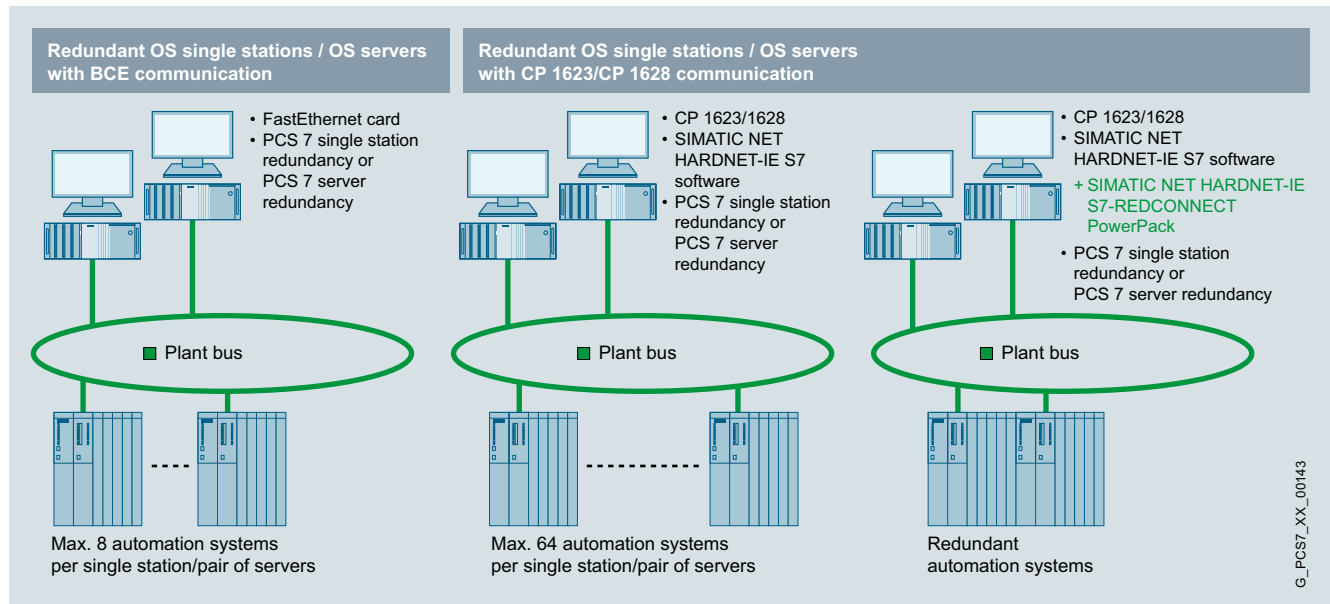 Redundant OS single stations / OS servers
with BCE communication
Redundant OS single stations / OS servers
with CP 1623/CP 1628 communication
• FastEthernet card
• PCS 7 single station
redundancy or
PCS 7 server
redundancy
• CP 1623/1628
• SIMATIC NET
HARDNET-IE S7
software
• PCS 7 single station
redundancy or
PCS 7 server
redundancy
• CP 1623/1628
• SIMATIC NET
HARDNET-IE S7 software
+ SIMATIC NET HARDNET-IE
S7-REDCONNECT
PowerPack
• PCS 7 single station
redundancy or
PCS 7 server redundancy
Plant bus
Plant bus
Plant bus
Max. 8 automation systems
per single station/pair of servers
Max. 64 automation systems
per single station/pair of servers
Redundant
automation systems
G_PCS7_XX_00143